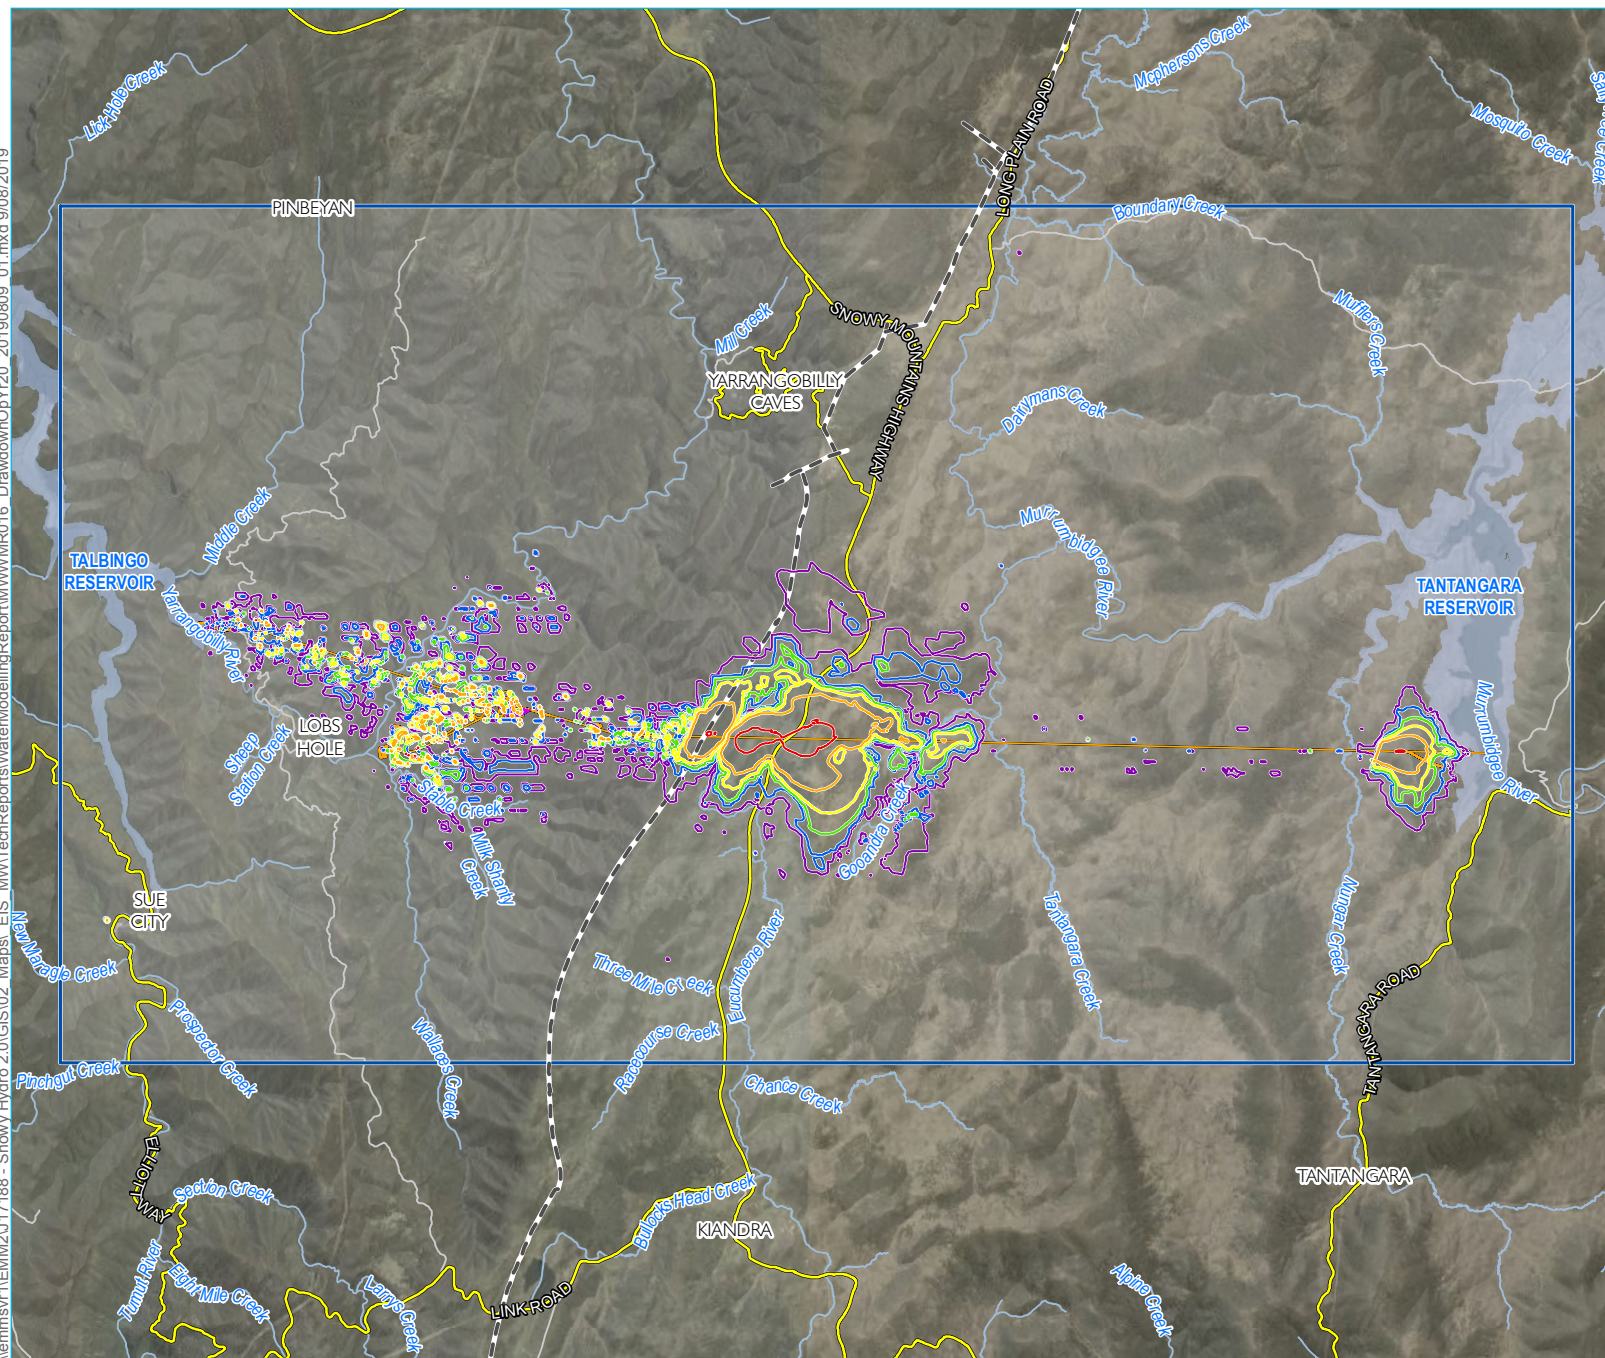 Lick Hole Creek
Mcphersons Creek
Mosquito Creek
LONG PLAIN ROAD
PINBEYAN
Boundary Creek
Mufflers Creek
Mill Creek
SNOWY MOUNTAINS HIGHWAY
YARRANGOBILLY
CAVES
Dairymans Creek
Middle Creek
Murrumbidgee River
TALBINGO
RESERVOIR
TANTANGARA
RESERVOIR
Yarrangobilly River
LOBS
HOLE
Sheep
Station Creek
Murrumbidgee River
Stable Creek
Milk Shanty
Creek
Gooandra Creek
SUE
CITY
New Maragle Creek
Three Mile Creek
Eucumbene River
Tantangara Creek
Nungar Creek
TANTANGARA ROAD
Prospector Creek
Wallaces Creek
Racecourse Creek
Pinchgut Creek
Chance Creek
ELLIOTT
WAY
Section Creek
Bullocks Head Creek
KIANDRA
TANTANGARA
Tumut River
Eight Mile Creek
Larrys Creek
LINK ROAD
Alpine Creek